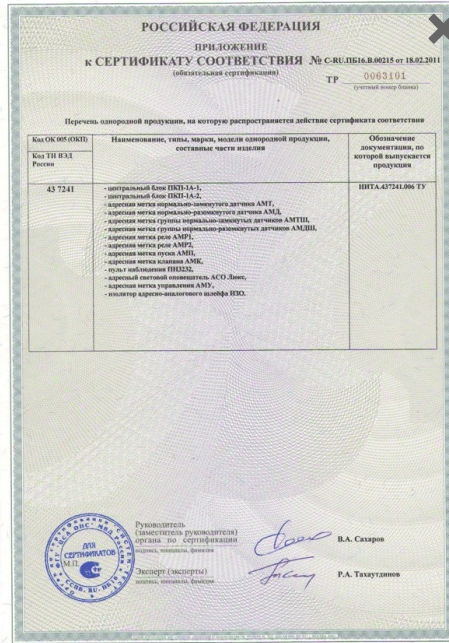 РОССИЙСКАЯ ФЕДЕРАЦИЯ
ПРИЛОЖЕНИЕ
к СЕРТИФИКАТУ СООТВЕТСТВИЯ № C-RU.ПБ16.В.00215 от 18.02.2011
(обязательная сертификация)
ТР 0063101
(учетный номер бланка)
Перечень однородной продукции, на которую распространяется действие сертификата соответствия
Код ОК 005 (ОКП)
Код ТН ВЭД
России
Наименование, типы, марки, модели однородной продукции,
составные части изделия
Обозначение
документации, по
которой выпускается
продукция
43 7241
- центральный блок ПКП-1А-1,
- центральный блок ПКП-1А-2,
- адресная метка нормально-замкнутого датчика АМТ,
- адресная метка нормально-разомкнутого датчика АМД,
- адресная метка группы нормально-замкнутых датчиков АМТШ,
- адресная метка группы нормально-разомкнутых датчиков АМДШ,
- адресная метка реле АМР1,
- адресная метка реле АМР2,
- адресная метка пуска АМП,
- адресная метка клапана АМК,
- пульт наблюдения ПН3232,
- адресный световой оповещатель АСО Люкс,
- адресная метка управления АМУ,
- изолятор адресно-аналогового шлейфа ИЗО.
НИТА.437241.006 ТУ
Руководитель
(заместитель руководителя)
органа по сертификации
подпись, инициалы, фамилия
В.А. Сахаров
ДЛЯ
СЕРТИФИКАТОВ
М.П.
ССПБ. RU. ПБ16
Эксперт (эксперты)
подпись, инициалы, фамилия
Р.А. Тахаутдинов